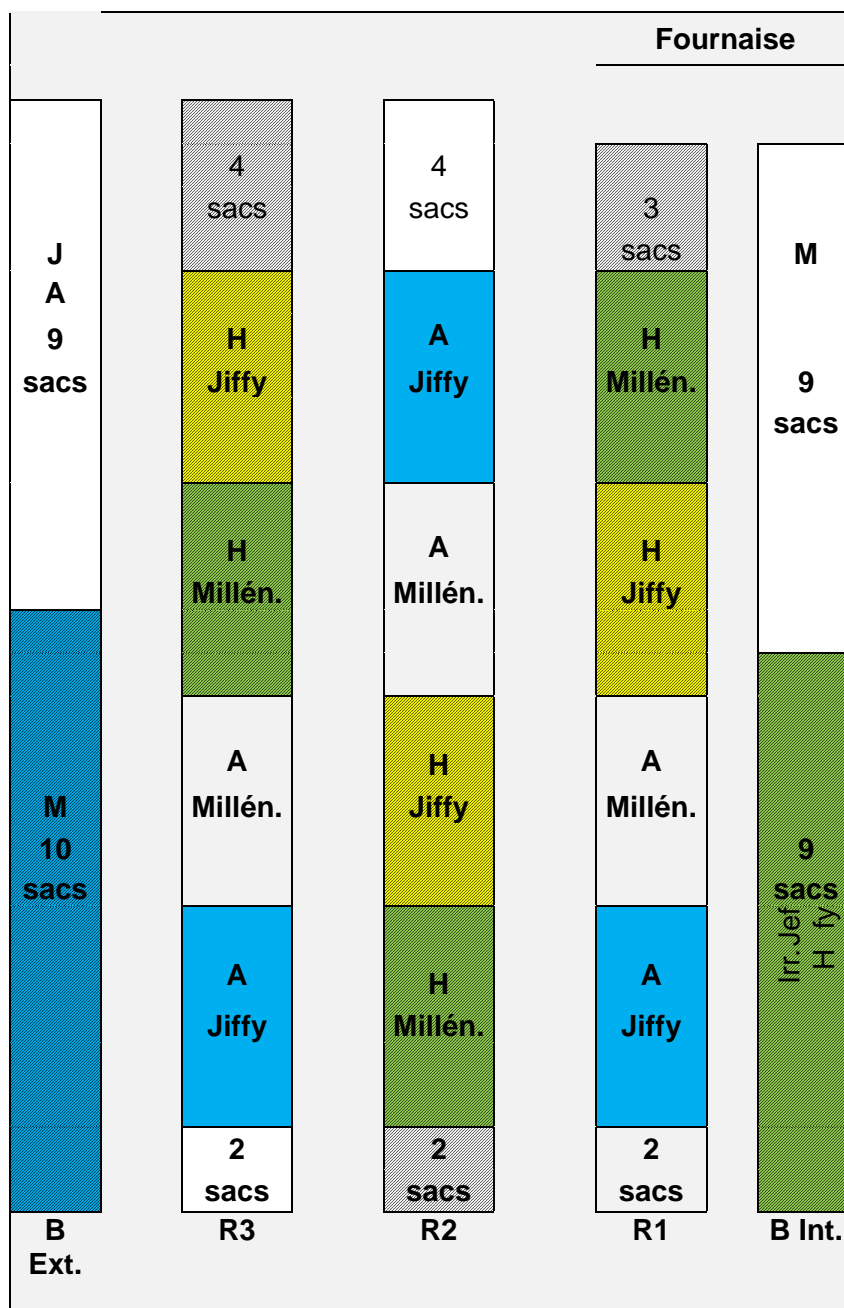 Fournaise
J
A
9
sacs
M
10
sacs
B
Ext.
4
sacs
H
Jiffy
H
Millén.
A
Millén.
A
Jiffy
2
sacs
R3
4
sacs
A
Jiffy
A
Millén.
H
Jiffy
H
Millén.
2
sacs
R2
3
sacs
H
Millén.
H
Jiffy
A
Millén.
A
Jiffy
2
sacs
R1
M
9
sacs
9
sacs
Irr. Jef
H fy
B Int.